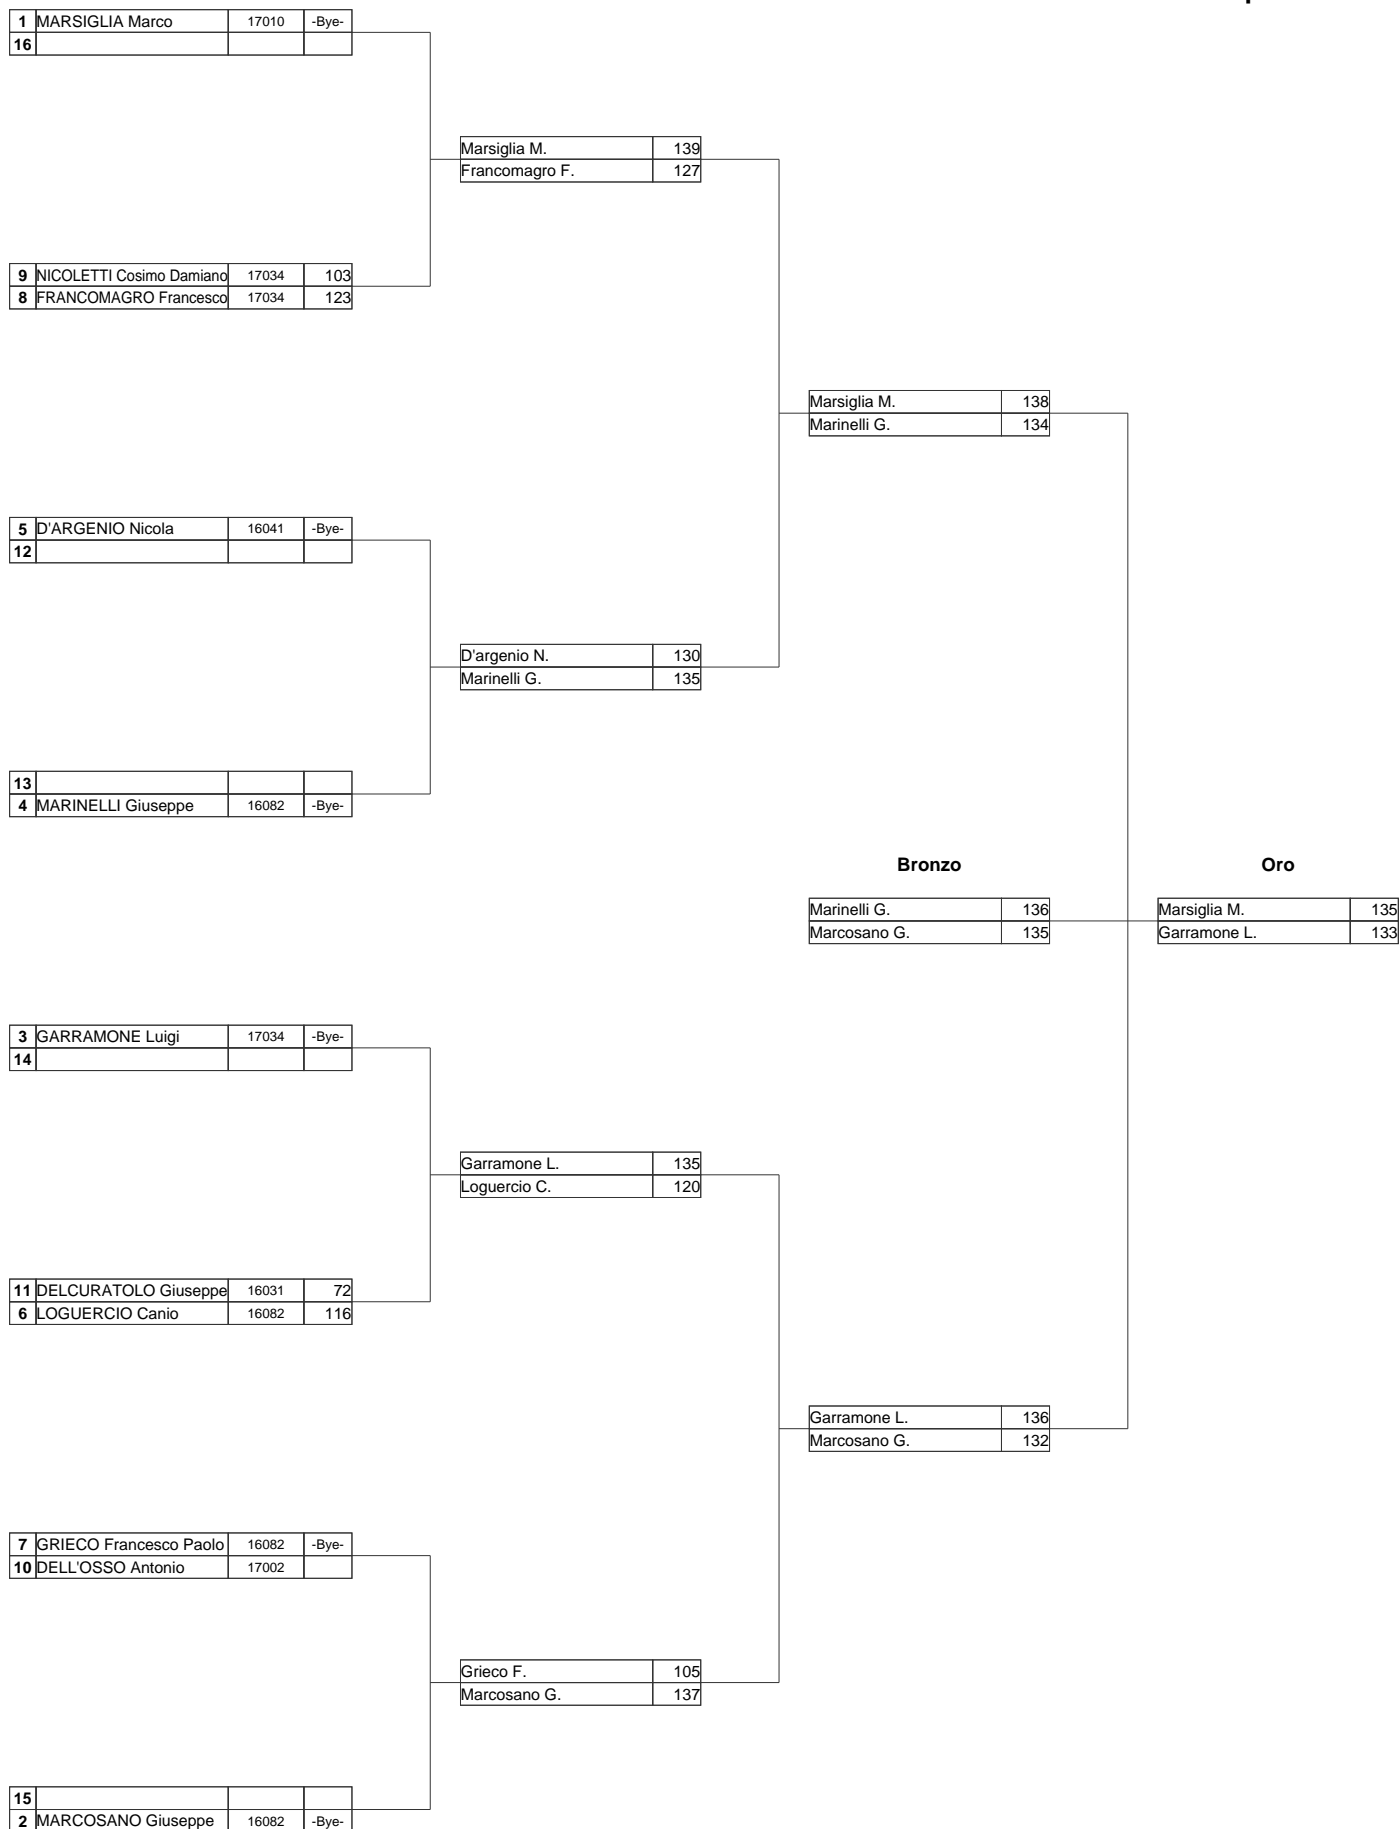 1 MARSIGLIA Marco 17010 -Bye-
16
Marsiglia M. 139
Francomagro F. 127
9 NICOLETTI Cosimo Damiano 17034 103
8 FRANCOMAGRO Francesco 17034 123
Marsiglia M. 138
Marinelli G. 134
5 D'ARGENIO Nicola 16041 -Bye-
12
D'argenio N. 130
Marinelli G. 135
13
4 MARINELLI Giuseppe 16082 -Bye-
Bronzo Oro
Marinelli G. 136 Marsiglia M. 135
Marcosano G. 135 Garramone L. 133
3 GARRAMONE Luigi 17034 -Bye-
14
Garramone L. 135
Loguercio C. 120
11 DELCURATOLO Giuseppe 16031 72
6 LOGUERCIO Canio 16082 116
Garramone L. 136
Marcosano G. 132
7 GRIECO Francesco Paolo 16082 -Bye-
10 DELL'OSSO Antonio 17002
Grieco F. 105
Marcosano G. 137
15
2 MARCOSANO Giuseppe 16082 -Bye-